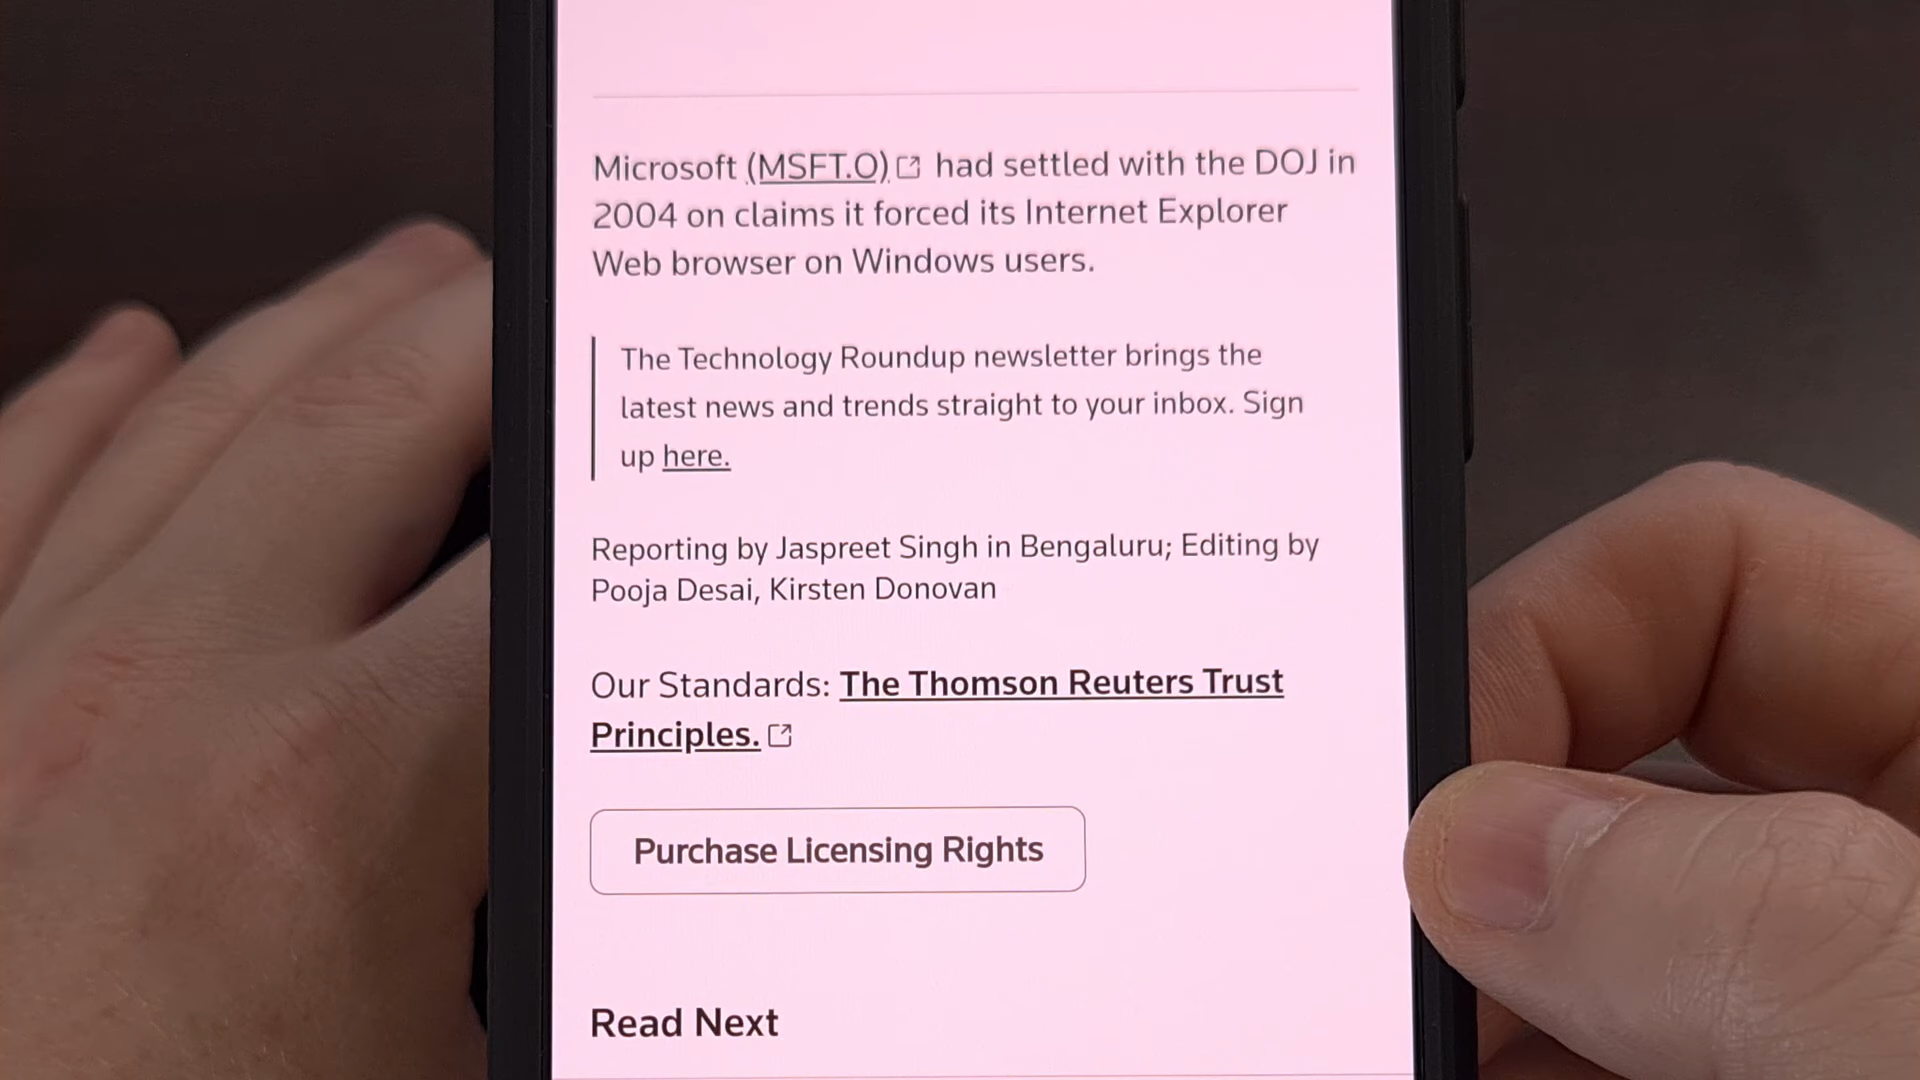 Microsoft (MSFT.O) had settled with the DOJ in
2004 on claims it forced its Internet Explorer
Web browser on Windows users.
The Technology Roundup newsletter brings the
latest news and trends straight to your inbox. Sign
up here.
Reporting by Jaspreet Singh in Bengaluru; Editing by
Pooja Desai, Kirsten Donovan
Our Standards: The Thomson Reuters Trust
Principles.
Purchase Licensing Rights
Read Next